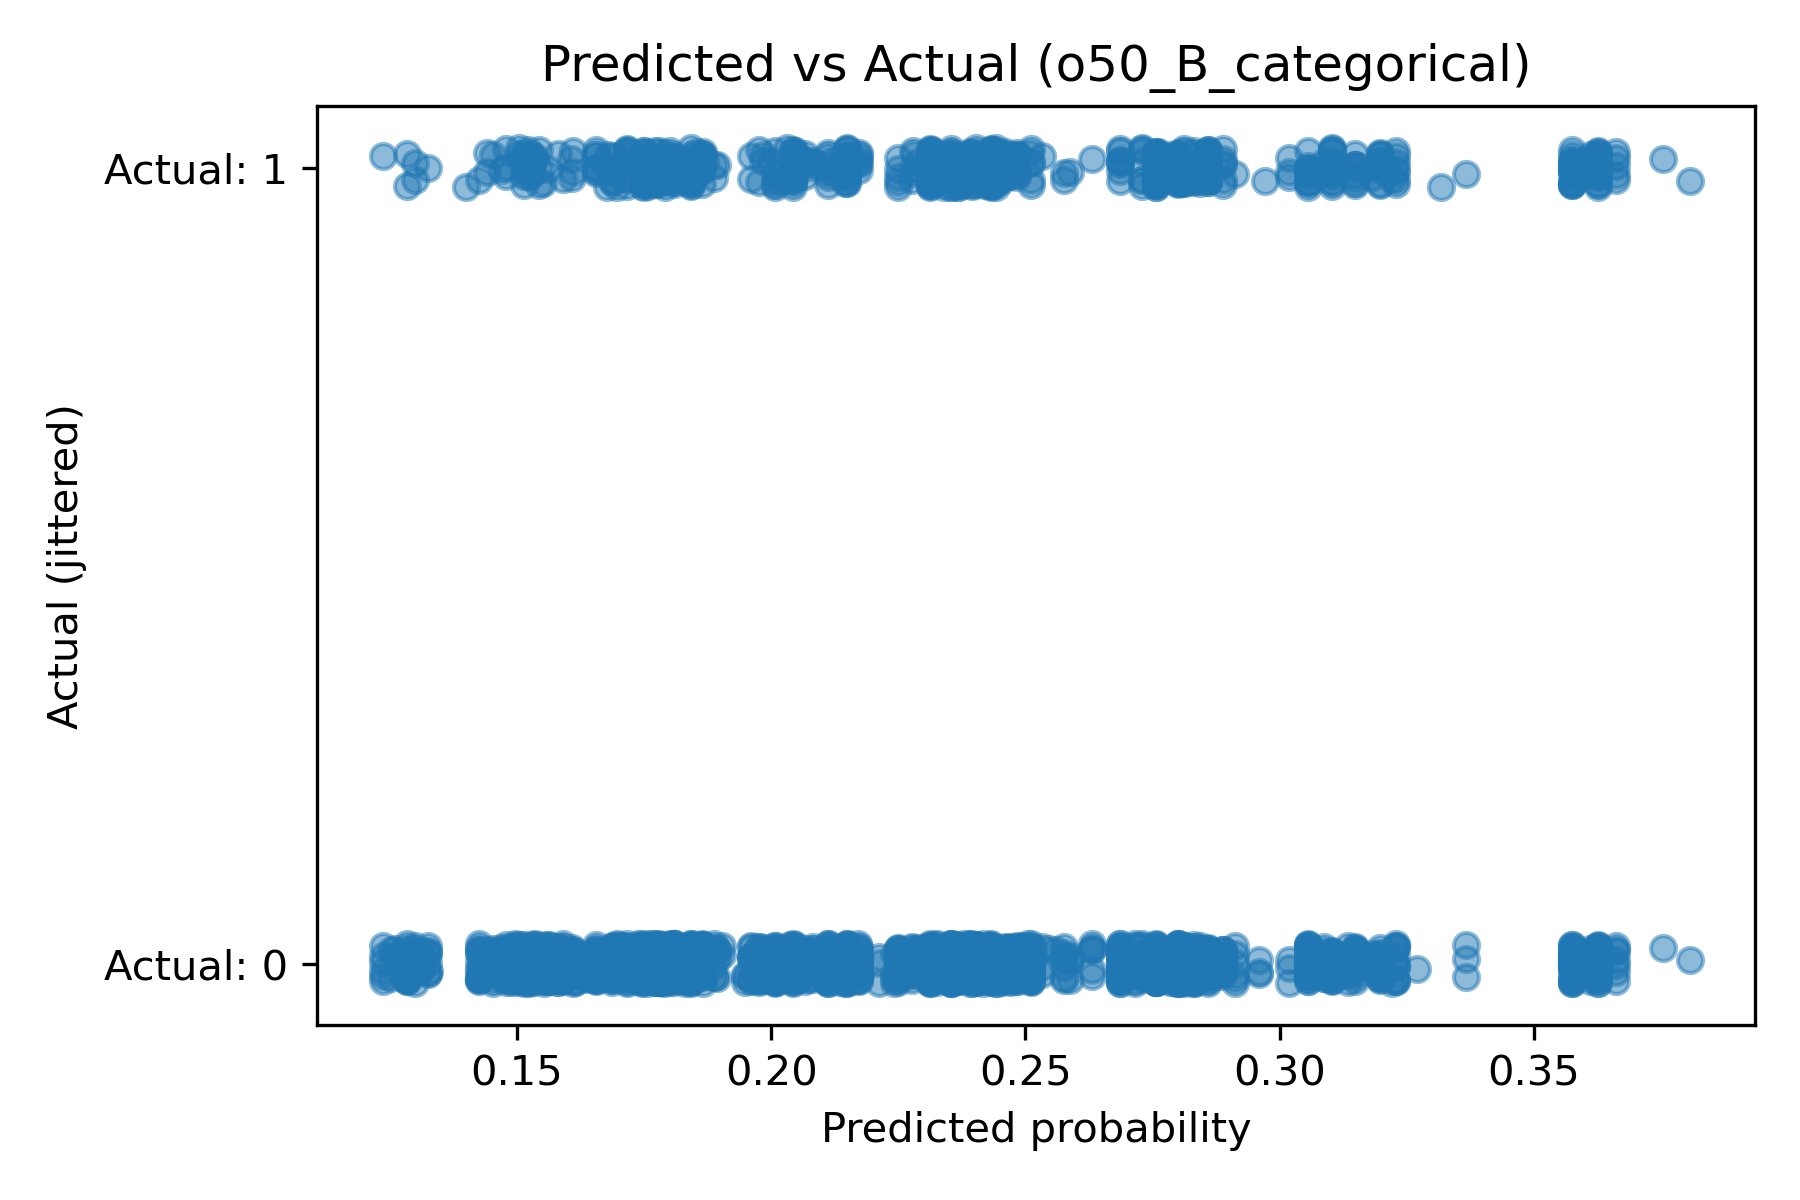 Predicted vs Actual (o50_B_categorical)
Actual: 1
Actual (jittered)
Actual: 0
0.15 0.20 0.25 0.30 0.35
Predicted probability